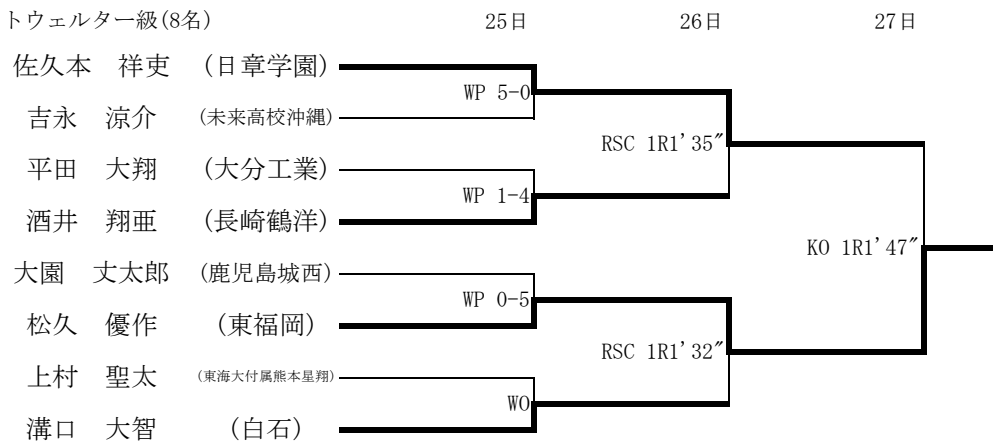 トウェルター級(8名) 25日 26日 27日
佐久本 祥吏 (日章学園)
WP 5-0
吉永 涼介 (未来高校沖縄)
RSC 1R1'35″
平田 大翔 (大分工業)
WP 1-4
酒井 翔亜 (長崎鶴洋)
KO 1R1'47″
大園 丈太郎 (鹿児島城西)
WP 0-5
松久 優作 (東福岡)
RSC 1R1'32″
上村 聖太 (東海大付属熊本星翔)
WO
溝口 大智 (白石)